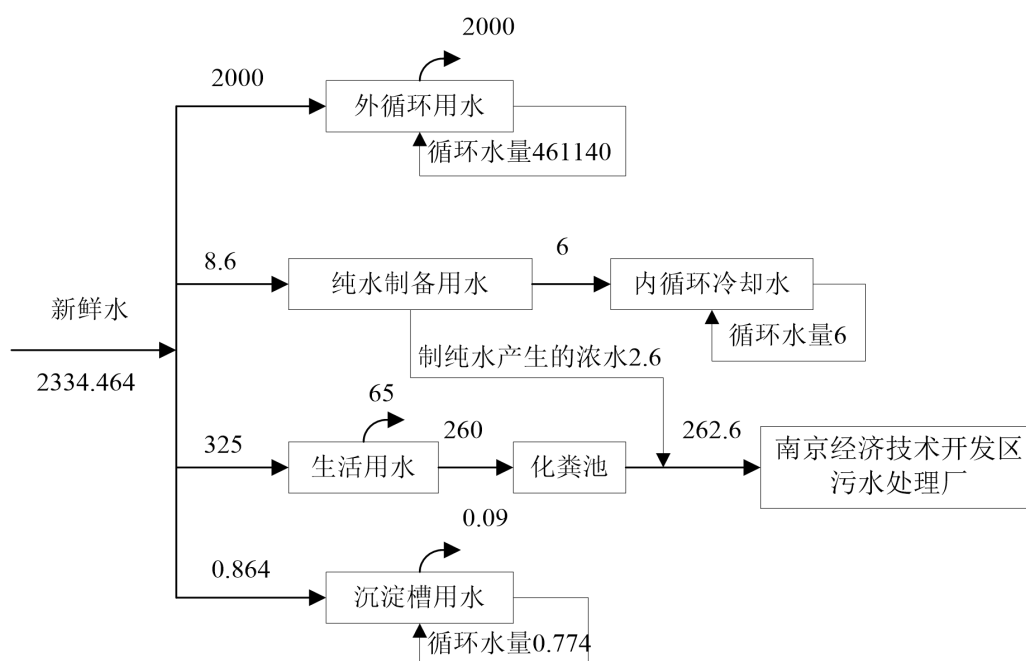 2000
2000
外循环用水
循环水量461140
8.6
纯水制备用水
6
内循环冷却水
循环水量6
新鲜水
2334.464
制纯水产生的浓水2.6
65
325
生活用水
260
化粪池
262.6
南京经济技术开发区
污水处理厂
0.09
0.864
沉淀槽用水
循环水量0.774